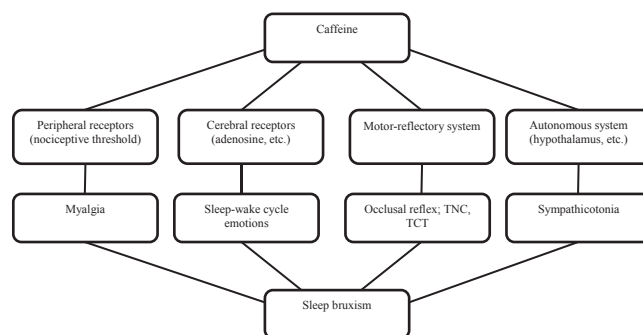 Caffeine
Peripheral receptors
(nociceptive threshold)
Cerebral receptors
(adenosine, etc.)
Motor-reflectory system
Autonomous system
(hypothalamus, etc.)
Myalgia
Sleep-wake cycle
emotions
Occlusal reflex; TNC,
TCT
Sympathicotonia
Sleep bruxism